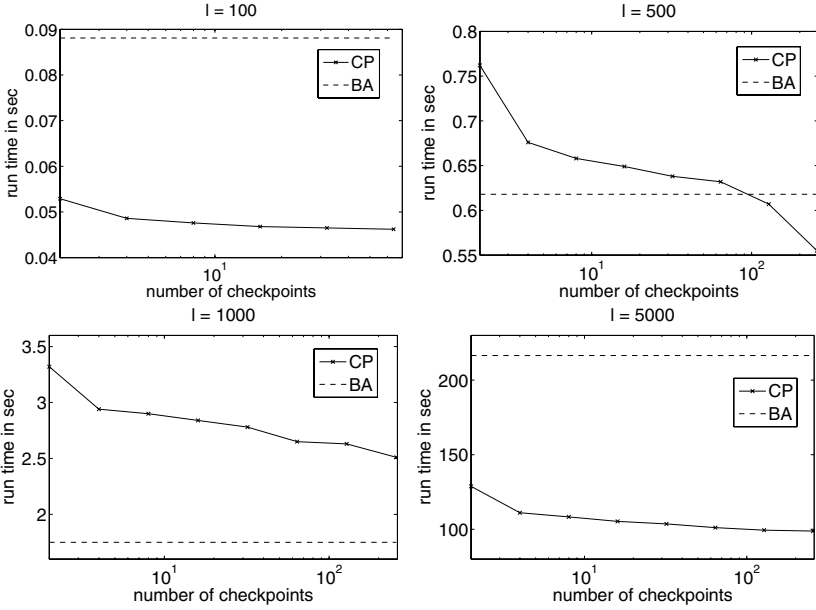 l = 100
0.09
0.08
0.07
0.06
0.05
0.04
run time in sec
CP
BA
10^1
number of checkpoints
l = 500
0.8
0.75
0.7
0.65
0.6
0.55
run time in sec
CP
BA
10^1
10^2
number of checkpoints
l = 1000
3.5
3
2.5
2
run time in sec
CP
BA
10^1
10^2
number of checkpoints
l = 5000
200
150
100
run time in sec
CP
BA
10^1
10^2
number of checkpoints